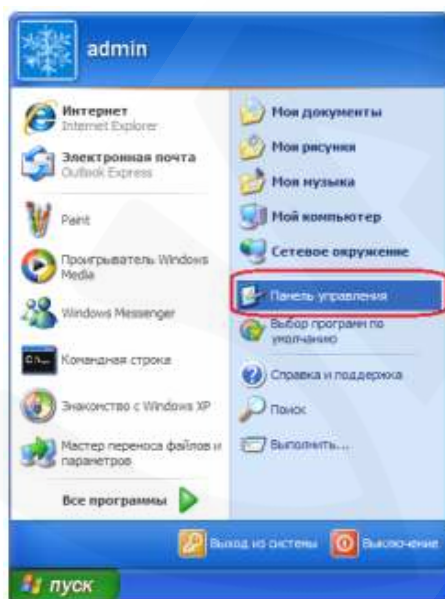 admin
Интернет
Internet Explorer
Электронная почта
Outlook Express
Paint
Проигрыватель Windows
Media
Windows Messenger
Командная строка
Знакомство с Windows XP
Мастер переноса файлов и
параметров
Все программы
Мои документы
Мои рисунки
Моя музыка
Мой компьютер
Сетевое окружение
Панель управления
Выбор программ по
умолчанию
Справка и поддержка
Поиск
Выполнить...
Выход из системы
Выключение
пуск